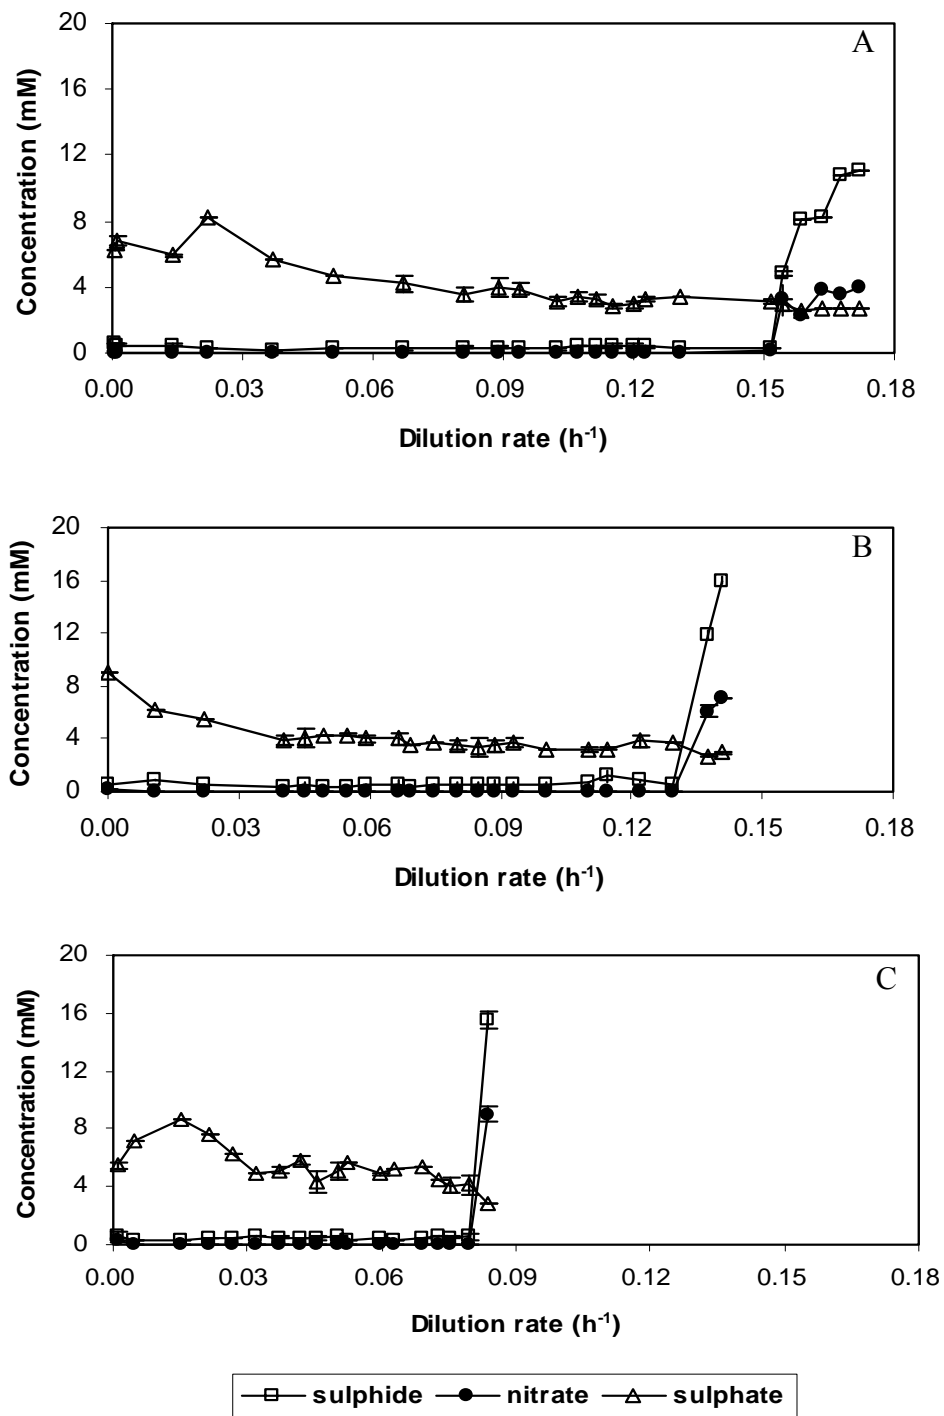 A
Concentration (mM)
20
16
12
8
4
0
0.00 0.03 0.06 0.09 0.12 0.15 0.18
Dilution rate (h⁻¹)
B
Concentration (mM)
20
16
12
8
4
0
0.00 0.03 0.06 0.09 0.12 0.15 0.18
Dilution rate (h⁻¹)
C
Concentration (mM)
20
16
12
8
4
0
0.00 0.03 0.06 0.09 0.12 0.15 0.18
Dilution rate (h⁻¹)
sulphide nitrate sulphate